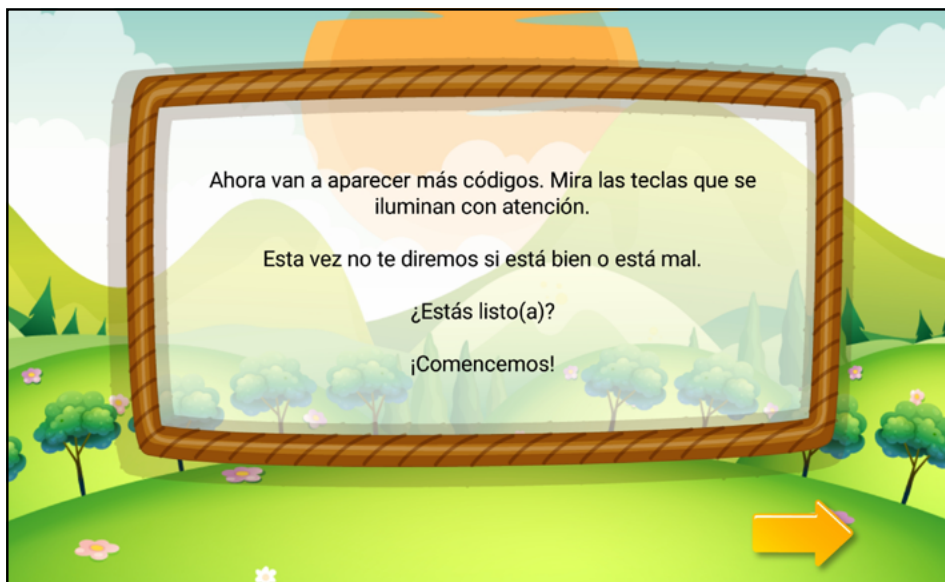 Ahora van a aparecer más códigos. Mira las teclas que se
iluminan con atención.
Esta vez no te diremos si está bien o está mal.
¿Estás listo(a)?
¡Comencemos!